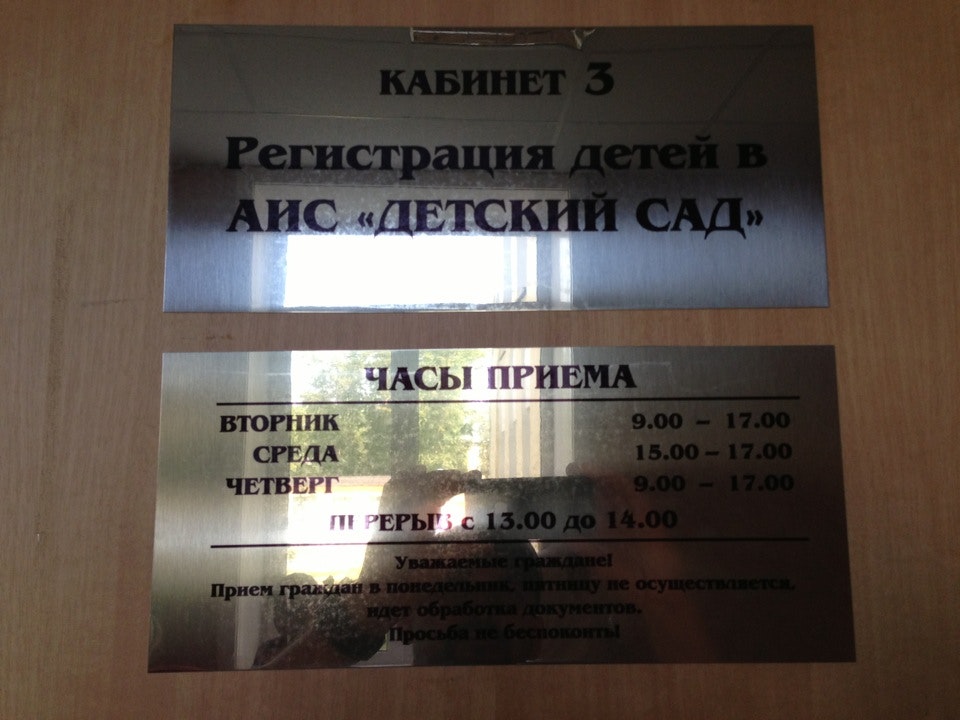 КАБИНЕТ 3
Регистрация детей в
АИС «ДЕТСКИЙ САД»
ЧАСЫ ПРИЕМА
ВТОРНИК 9.00 – 17.00
СРЕДА 15.00 – 17.00
ЧЕТВЕРГ 9.00 – 17.00
ПЕРЕРЫВ с 13.00 до 14.00
Уважаемые граждане!
Прием граждан в понедельник, пятницу не осуществляется,
идет обработка документов.
Просьба не беспокоить!